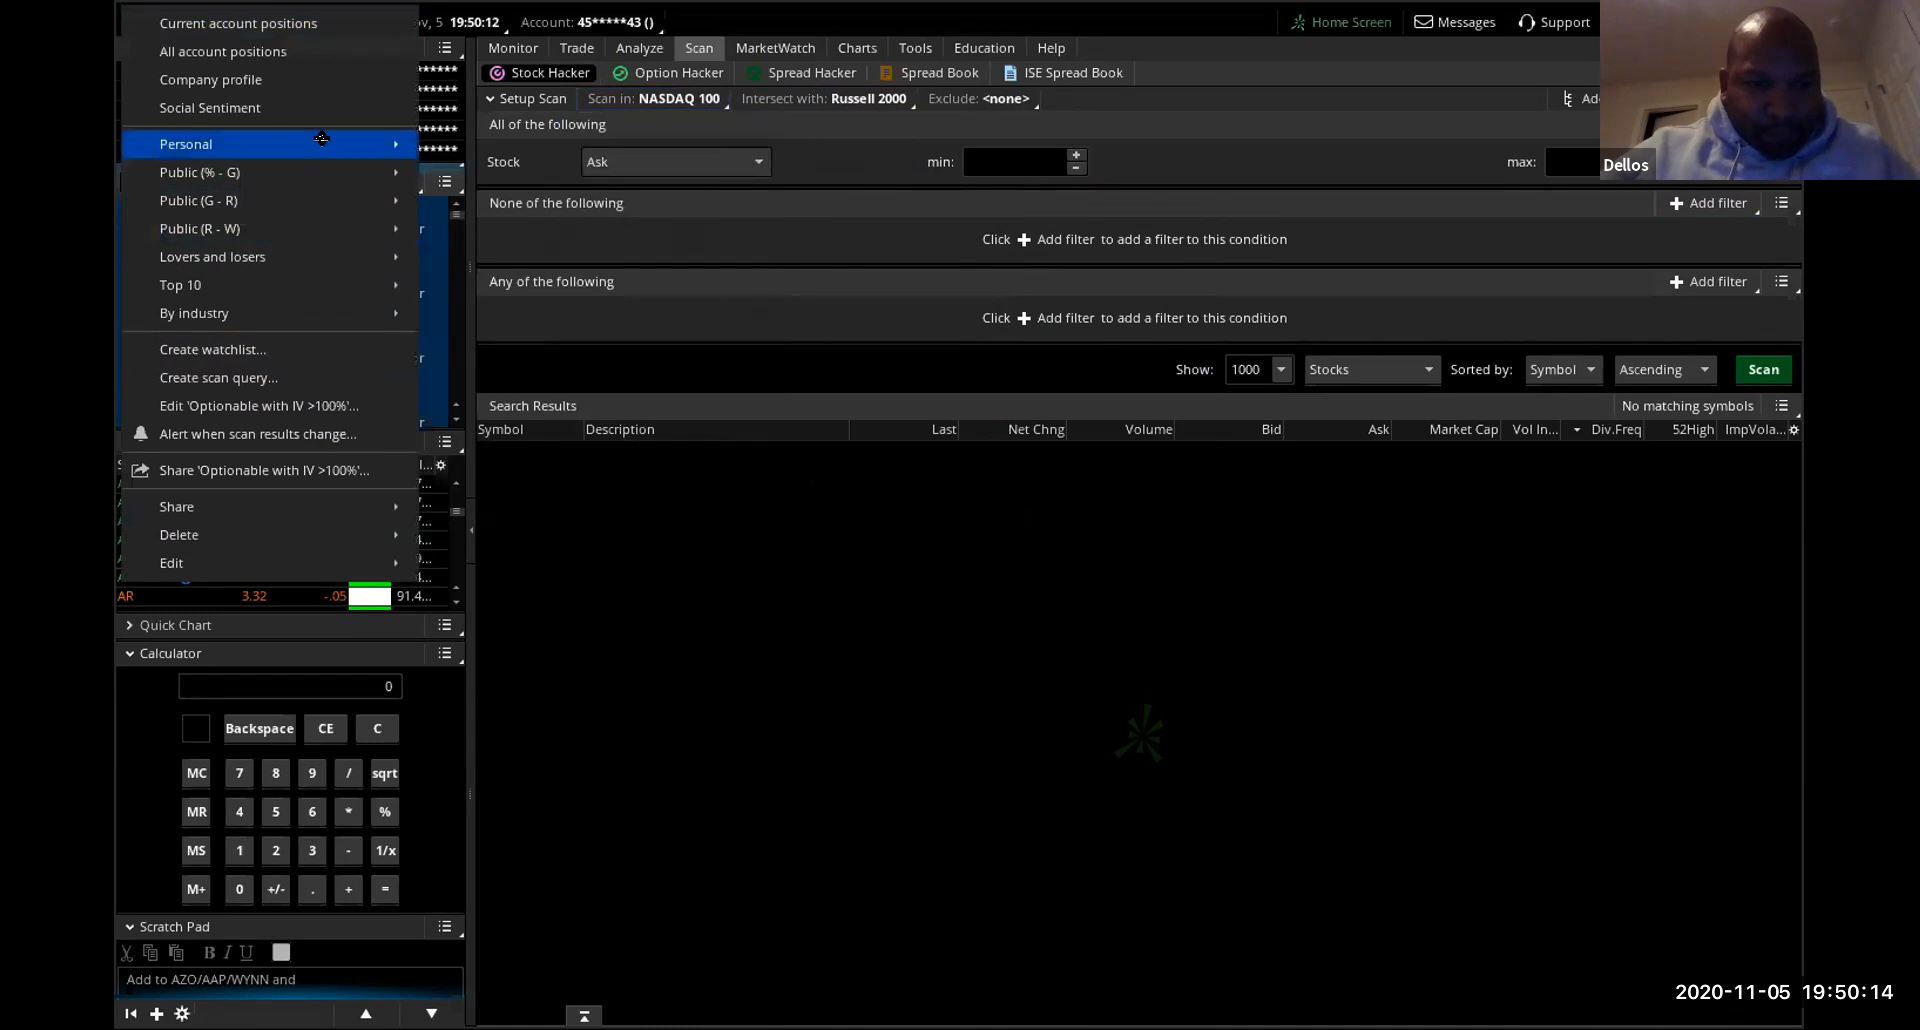 Current account positions
ov, 5 19:50:12 Account: 45*****43 ()
Home Screen Messages Support
All account positions
Company profile
Social Sentiment
Personal
Public (% - G)
Public (G - R)
Public (R - W)
Lovers and losers
Top 10
By industry
Create watchlist...
Create scan query...
Edit 'Optionable with IV >100%'...
Alert when scan results change...
Share 'Optionable with IV >100%'...
Share
Delete
Edit
*****
*****
*****
*****
*****
AR 3.32 -.05 91.4...
Quick Chart
Calculator
0
Backspace CE C
MC 7 8 9 / sqrt
MR 4 5 6 * %
MS 1 2 3 - 1/x
M+ 0 +/- . + =
Scratch Pad
B I U
Add to AZO/AAP/WYNN and
Monitor Trade Analyze Scan MarketWatch Charts Tools Education Help
Stock Hacker Option Hacker Spread Hacker Spread Book ISE Spread Book
Setup Scan Scan in: NASDAQ 100 Intersect with: Russell 2000 Exclude: <none>
All of the following
Stock Ask min: max:
Dellos
None of the following Add filter
Click + Add filter to add a filter to this condition
Any of the following Add filter
Click + Add filter to add a filter to this condition
Show: 1000 Stocks Sorted by: Symbol Ascending Scan
Search Results No matching symbols
Symbol Description Last Net Chng Volume Bid Ask Market Cap Vol In... Div.Freq 52High ImpVola...
2020-11-05 19:50:14